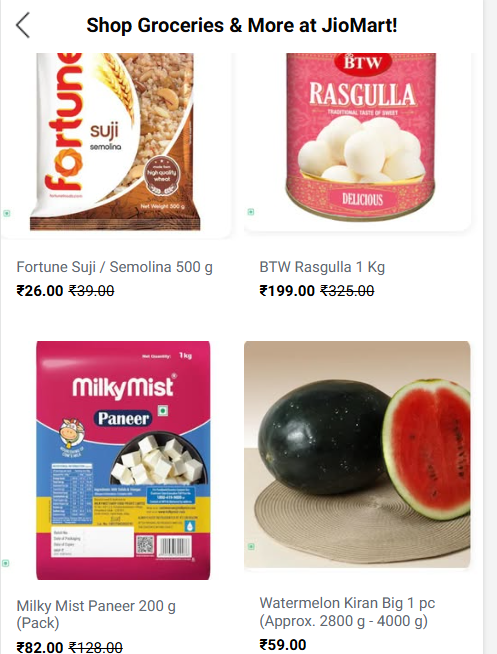 Shop Groceries & More at JioMart!
fortune
suji
semolina
made from
high quality
wheat
Net Weight 500 g
BTW
RASGULLA
TRADITIONAL TASTE OF SWEET
DELICIOUS
Fortune Suji / Semolina 500 g
₹26.00 ₹39.00
BTW Rasgulla 1 Kg
₹199.00 ₹325.00
Net Quantity: 1kg
MilkyMist®
Paneer
Milky Mist Paneer 200 g
(Pack)
₹82.00 ₹128.00
Watermelon Kiran Big 1 pc
(Approx. 2800 g - 4000 g)
₹59.00